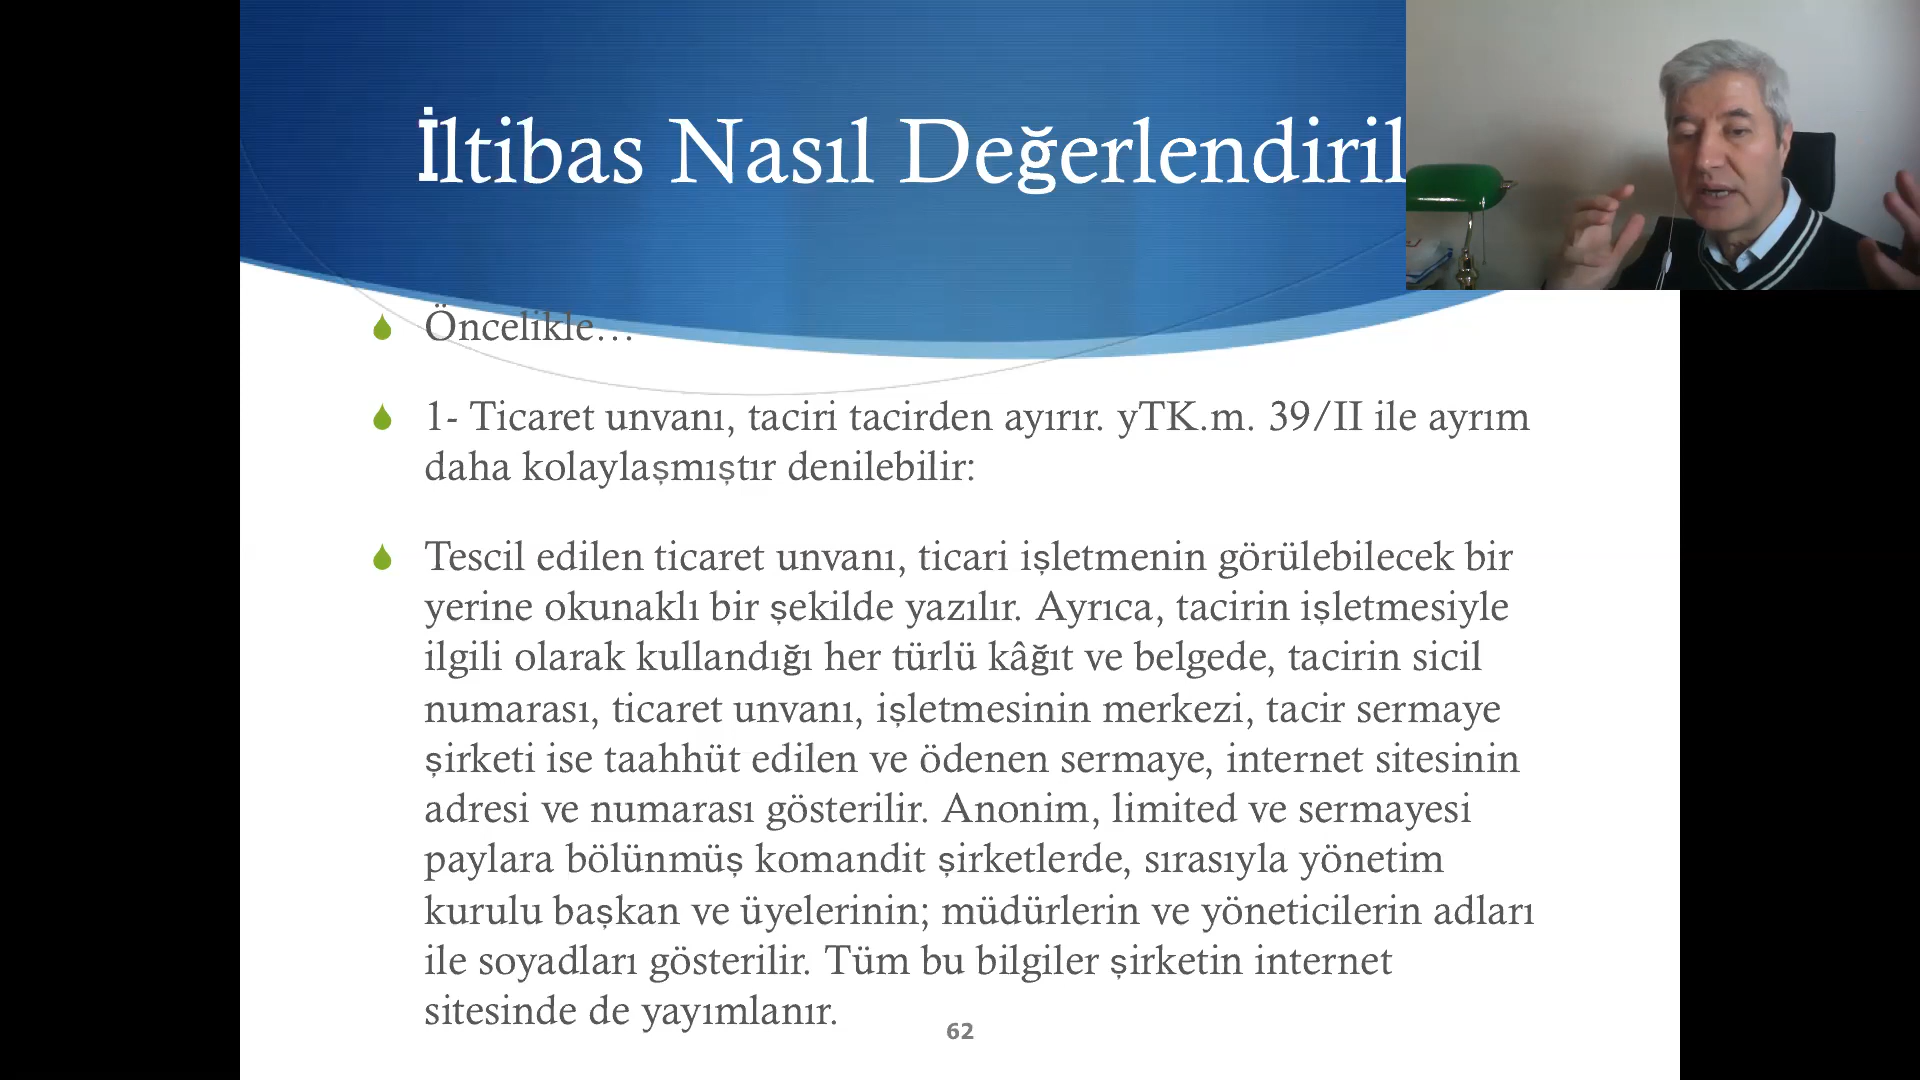 İltibas Nasıl Değerlendiril
Öncelikle…
1- Ticaret unvanı, taciri tacirden ayırır. yTK.m. 39/II ile ayrım
daha kolaylaşmıştır denilebilir:
Tescil edilen ticaret unvanı, ticari işletmenin görülebilecek bir
yerine okunaklı bir şekilde yazılır. Ayrıca, tacirin işletmesiyle
ilgili olarak kullandığı her türlü kâğıt ve belgede, tacirin sicil
numarası, ticaret unvanı, işletmesinin merkezi, tacir sermaye
şirketi ise taahhüt edilen ve ödenen sermaye, internet sitesinin
adresi ve numarası gösterilir. Anonim, limited ve sermayesi
paylara bölünmüş komandit şirketlerde, sırasıyla yönetim
kurulu başkan ve üyelerinin; müdürlerin ve yöneticilerin adları
ile soyadları gösterilir. Tüm bu bilgiler şirketin internet
sitesinde de yayımlanır.
62